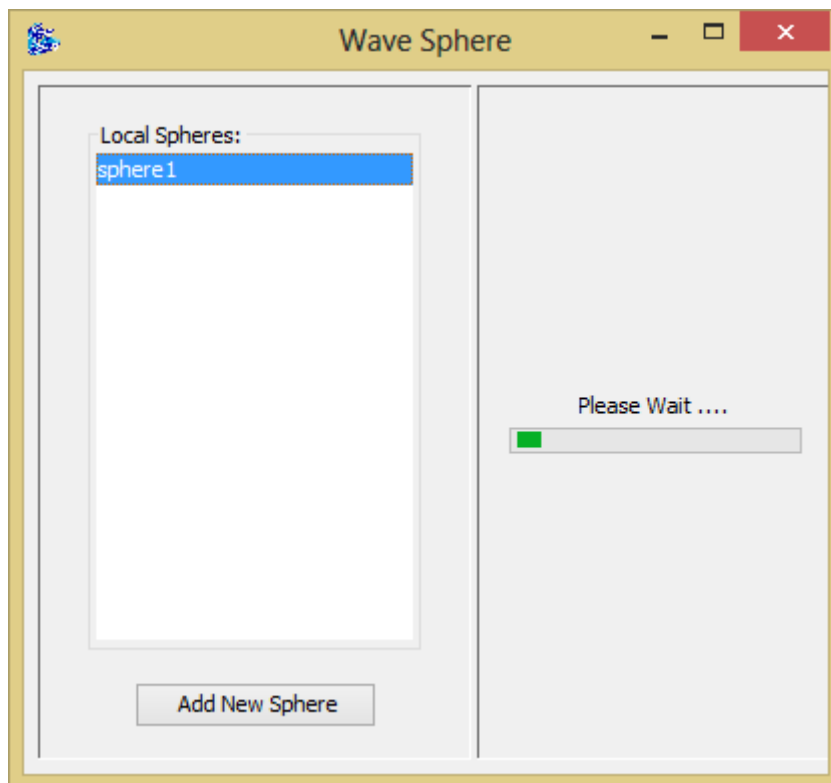 Wave Sphere
Local Spheres:
sphere1
Add New Sphere
Please Wait ....